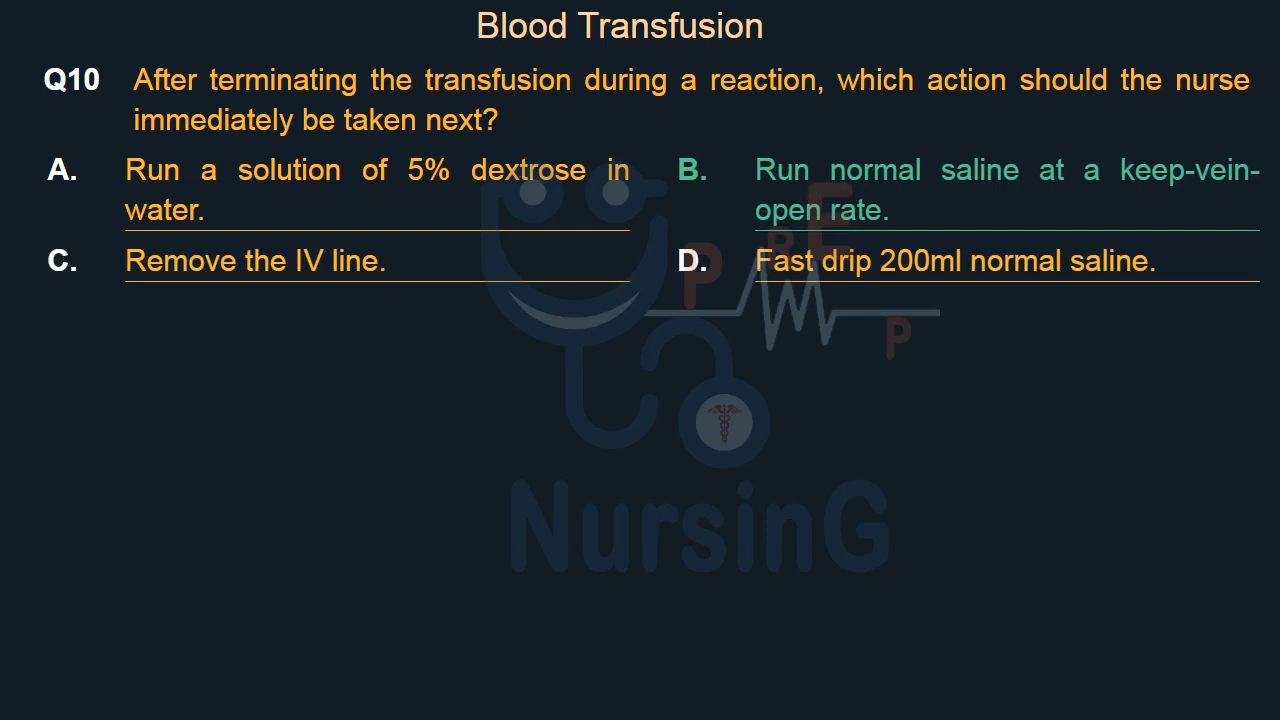 Blood Transfusion
Q10 After terminating the transfusion during a reaction, which action should the nurse
immediately be taken next?
A. Run a solution of 5% dextrose in
water.
B. Run normal saline at a keep-vein-
open rate.
C. Remove the IV line.
D. Fast drip 200ml normal saline.
PREP
NursinG